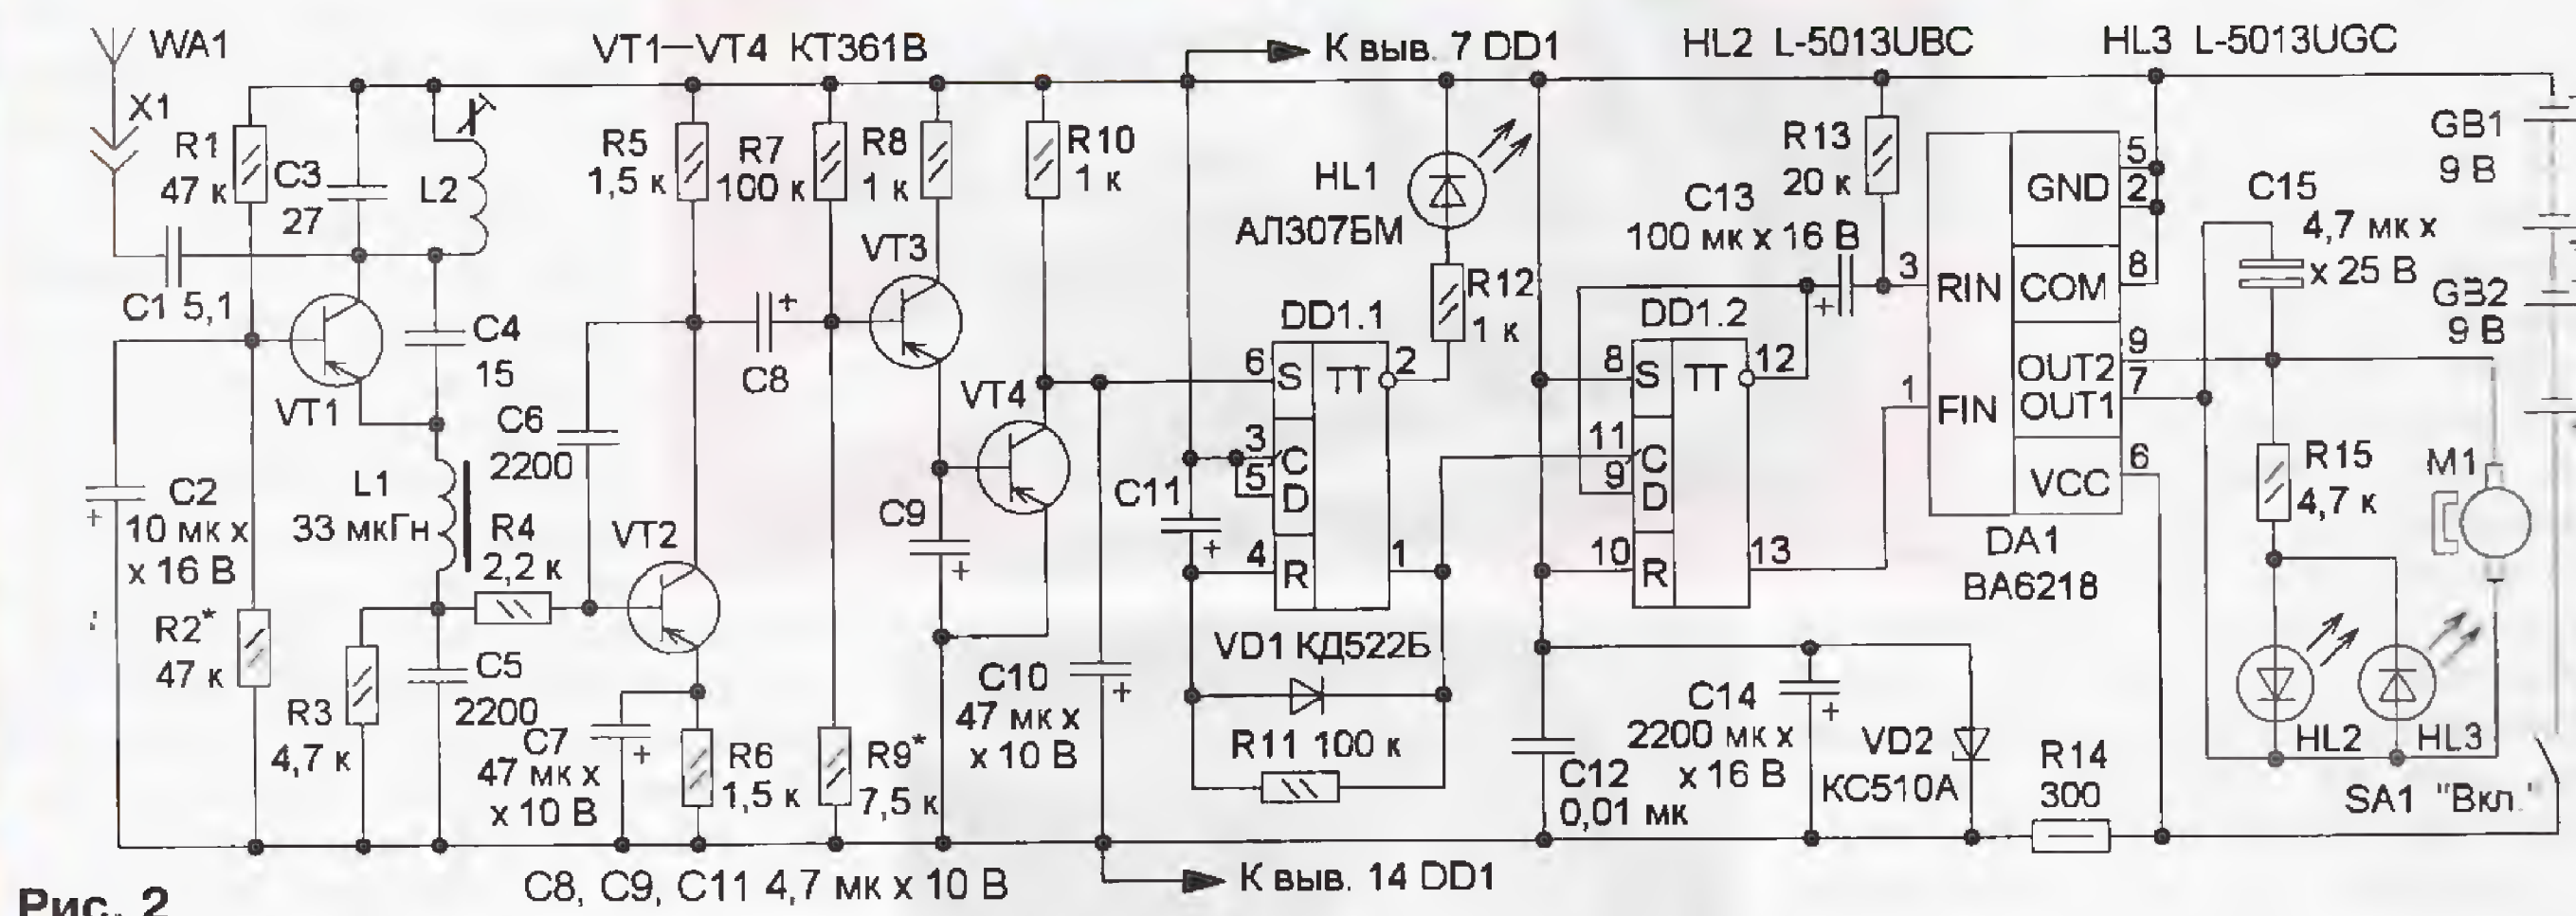 WA1
VT1—VT4 КТ361В
К выв. 7 DD1
HL2 L-5013UBC
HL3 L-5013UGC
X1
R1
47 к
C3
27
L2
R5
1,5 к
R7
100 к
R8
1 к
R10
1 к
HL1
АЛ307БМ
R13
20 к
C13
100 мк x 16 В
5
GND
2
GB1
9 В
C15
4,7 мк x
x 25 В
C1 5,1
VT3
R12
1 к
3
RIN
COM
8
GB2
9 В
C4
15
C8
DD1.1
DD1.2
6
S
TT
2
8
S
TT
12
9
OUT2
7
OUT1
1
FIN
VT1
C6
2200
VT4
3
C
5
D
11
C
9
D
6
VCC
R15
4,7 к
M1
C2
10 мк x
x 16 В
L1
33 мкГн
R4
2,2 к
VT2
C9
C11
4
R
1
10
R
13
DA1
BA6218
R2*
47 к
R3
4,7 к
C5
2200
C7
47 мк x
x 10 В
R6
1,5 к
R9*
7,5 к
C10
47 мк x
x 10 В
VD1 КД522Б
R11 100 к
C12
0,01 мк
C14
2200 мк x
x 16 В
VD2
КС510А
R14
300
HL2
HL3
SA1 "Вкл."
C8, C9, C11 4,7 мк x 10 В
К выв. 14 DD1
Рис. 2